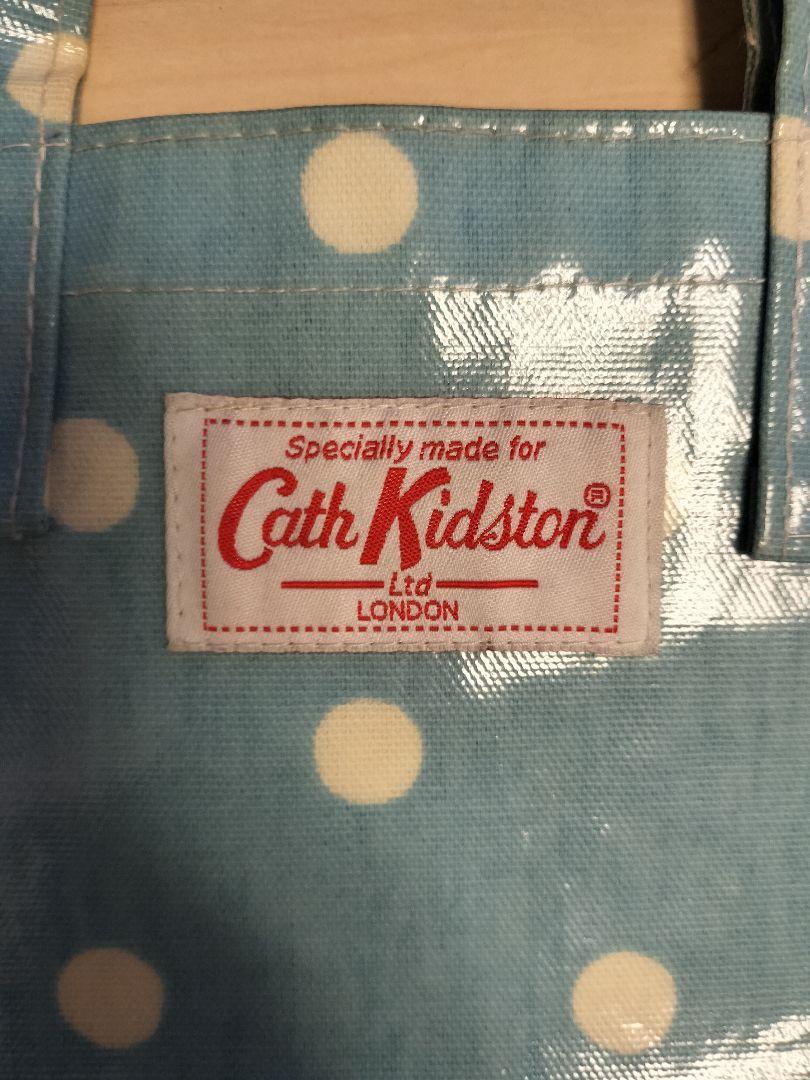 Specially made for
Cath Kidston®
Ltd
LONDON